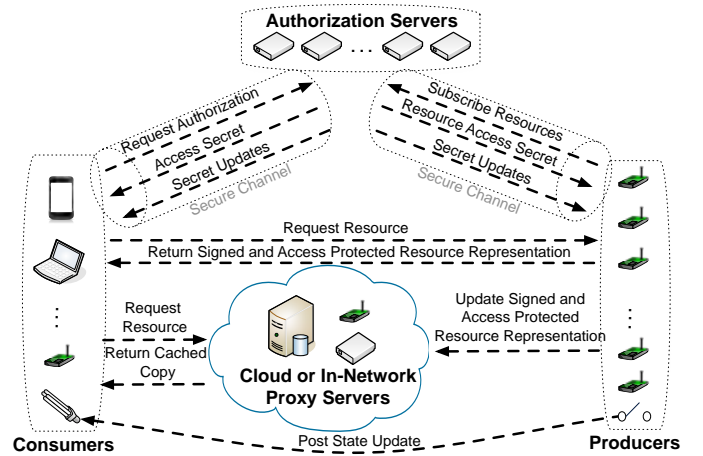 Authorization Servers
...
Request Authorization
Access Secret
Secret Updates
Secure Channel
Subscribe Resources
Resource Access Secret
Secret Updates
Secure Channel
Request Resource
Return Signed and Access Protected Resource Representation
Request
Resource
Return Cached
Copy
Update Signed and
Access Protected
Resource Representation
Cloud or In-Network
Proxy Servers
Post State Update
Consumers
Producers